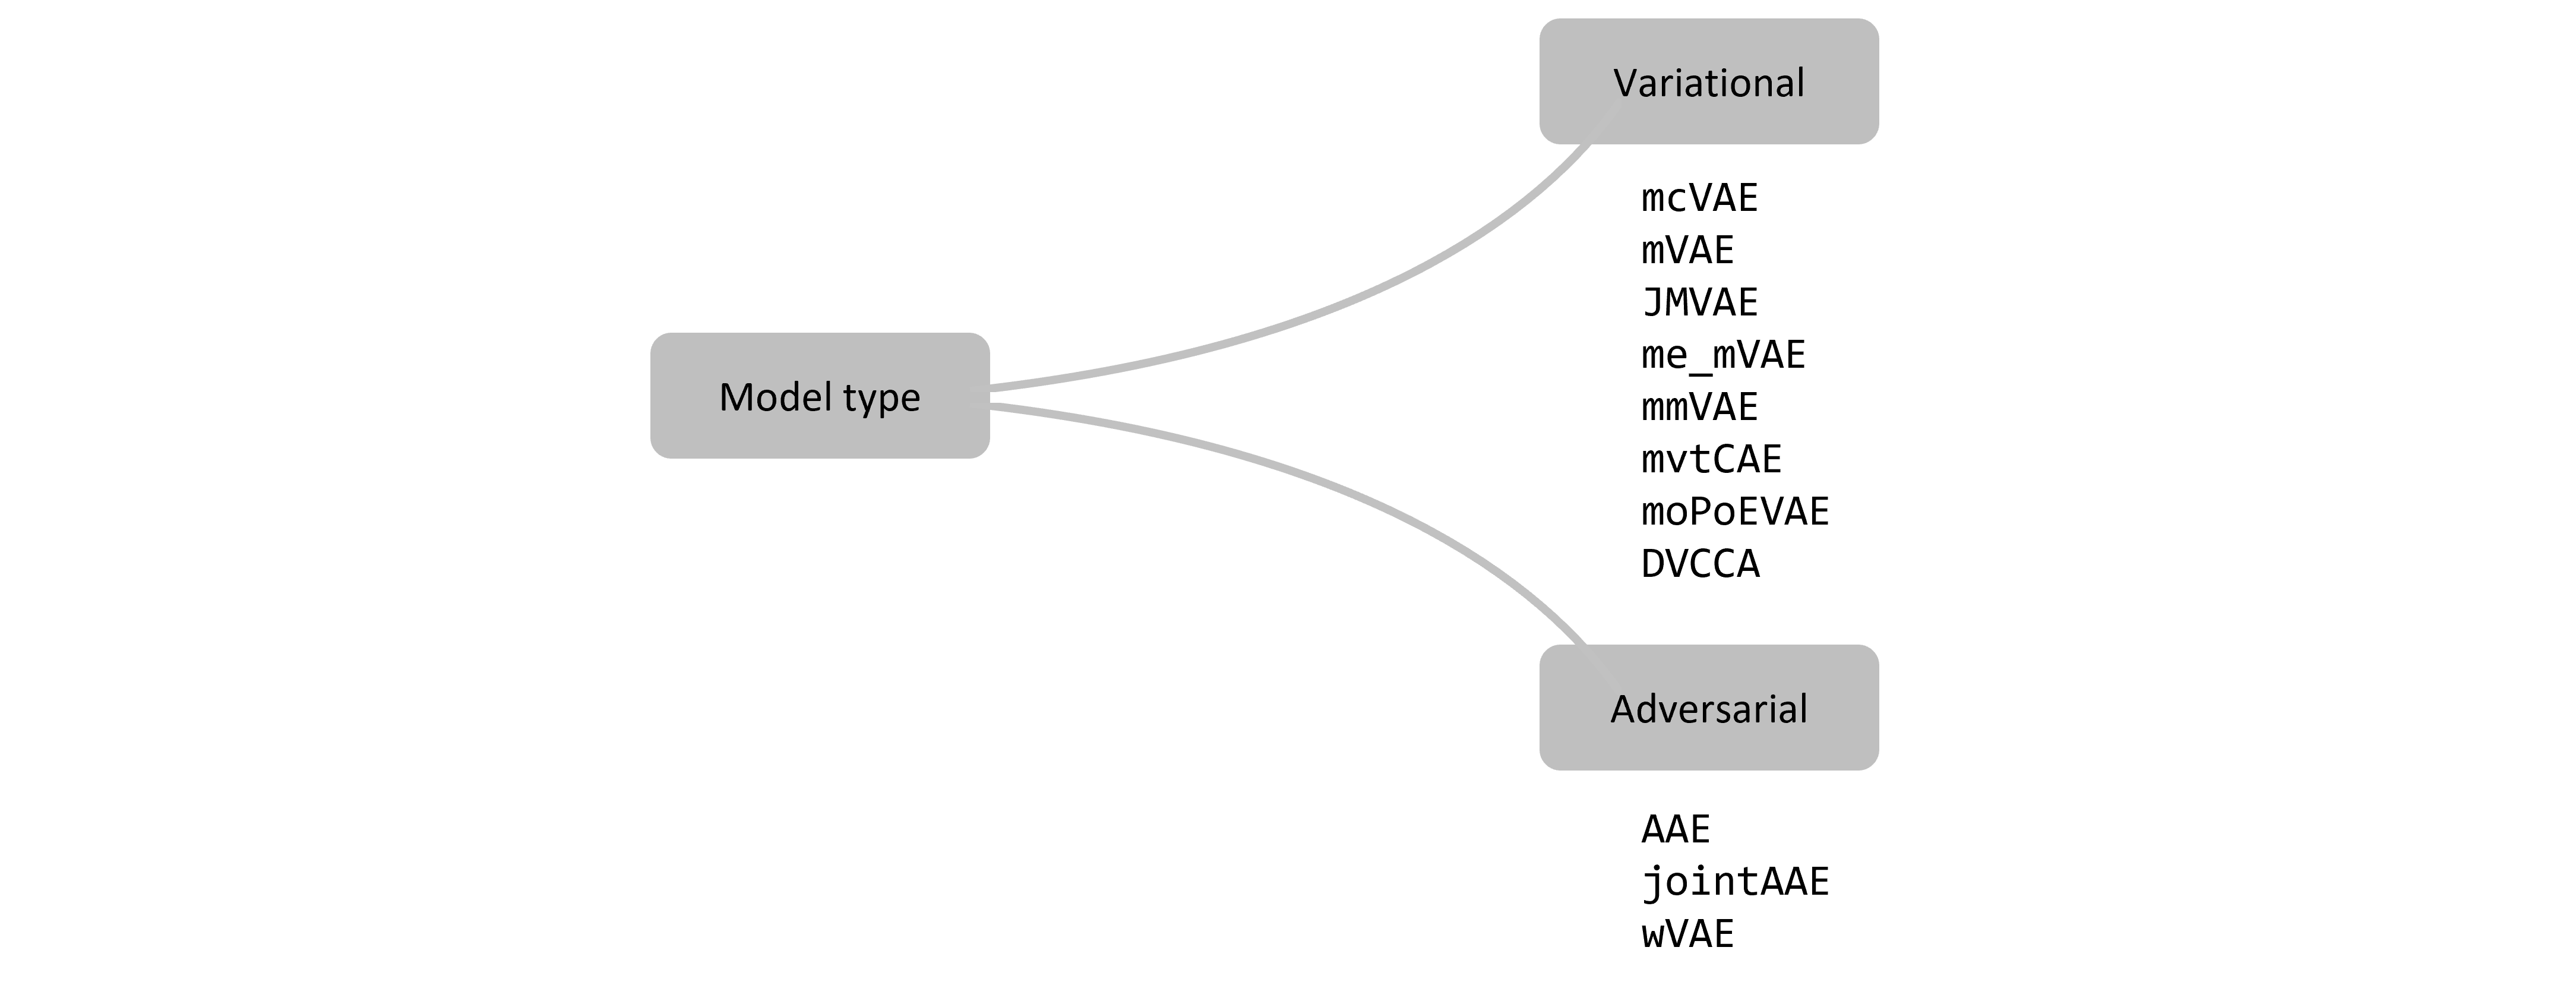 Variational
mcVAE
mVAE
JMVAE
me_mVAE
mmVAE
mvtCAE
moPoEVAE
DVCCA
Model type
Adversarial
AAE
jointAAE
wVAE